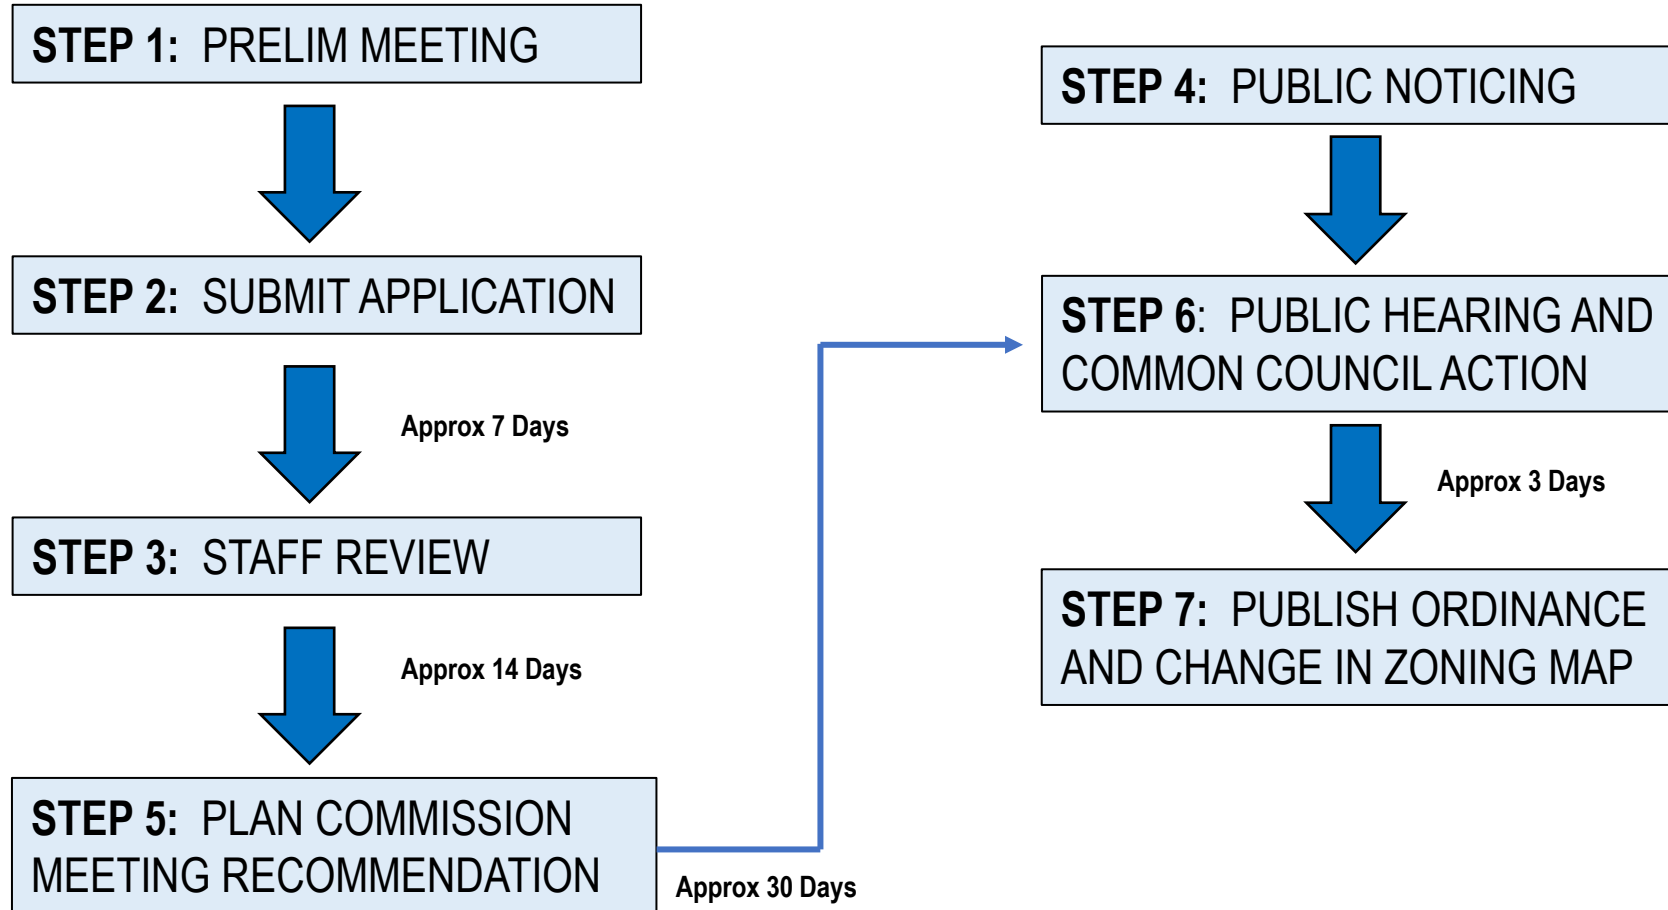 STEP 1: PRELIM MEETING
STEP 2: SUBMIT APPLICATION
Approx 7 Days
STEP 3: STAFF REVIEW
Approx 14 Days
STEP 5: PLAN COMMISSION
MEETING RECOMMENDATION
Approx 30 Days
STEP 4: PUBLIC NOTICING
STEP 6: PUBLIC HEARING AND
COMMON COUNCIL ACTION
Approx 3 Days
STEP 7: PUBLISH ORDINANCE
AND CHANGE IN ZONING MAP